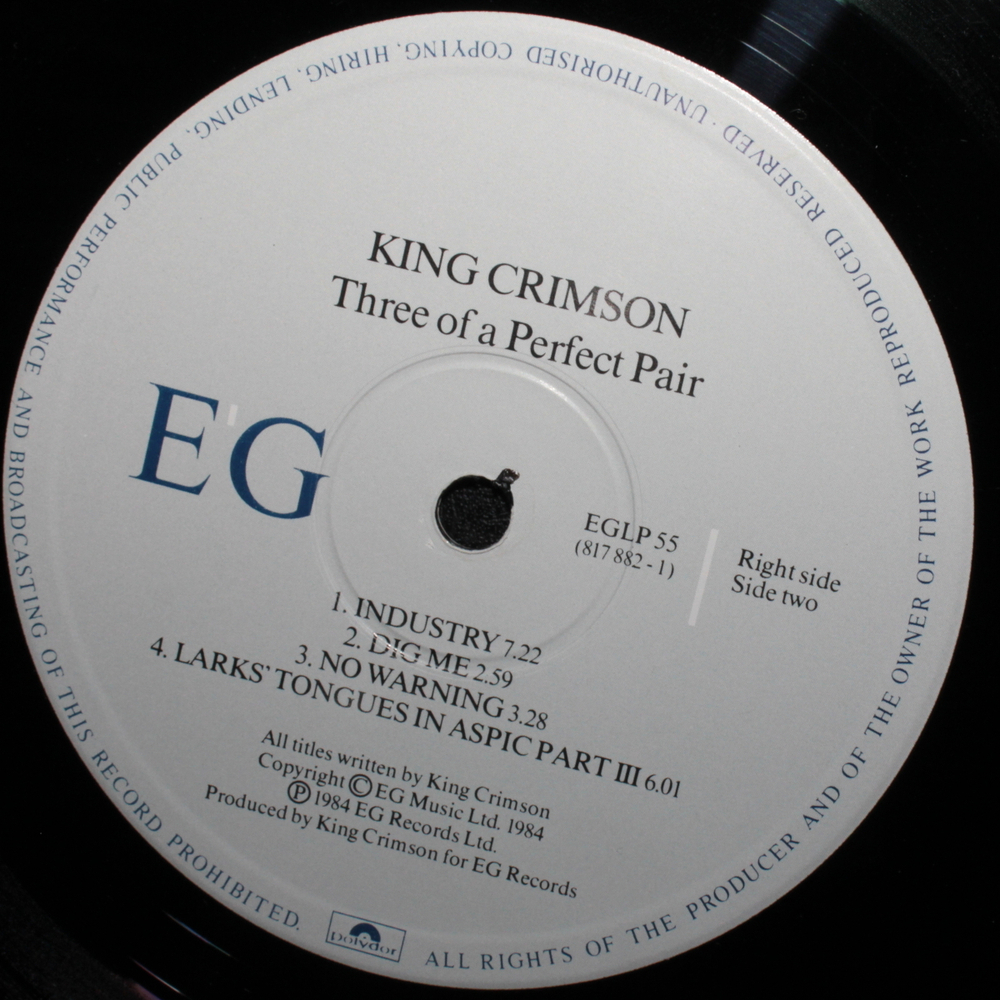 KING CRIMSON
Three of a Perfect Pair
EG
EGLP 55
(817 882-1)
Right side
Side two
1. INDUSTRY 7.22
2. DIG ME 2.59
3. NO WARNING 3.28
4. LARKS' TONGUES IN ASPIC PART III 6.01
All titles written by King Crimson
Copyright © EG Music Ltd. 1984
℗ 1984 EG Records Ltd.
Produced by King Crimson for EG Records
polydor
ALL RIGHTS OF THE PRODUCER AND OF THE OWNER OF THE WORK REPRODUCED RESERVED · UNAUTHORISED COPYING, HIRING, LENDING, PUBLIC PERFORMANCE AND BROADCASTING OF THIS RECORD PROHIBITED.